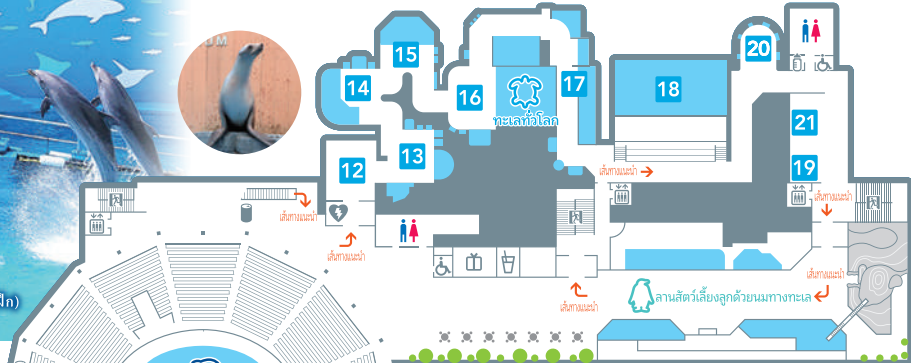 15
20
14
16
17
18
ทะเลทั่วโลก
21
13
12
19
เส้นทางแนะนำ
เส้นทางแนะนำ
เส้นทางแนะนำ
เส้นทางแนะนำ
เส้นทางแนะนำ
ลานสัตว์เลี้ยงลูกด้วยนมทางทะเล
เส้นทางแนะนำ